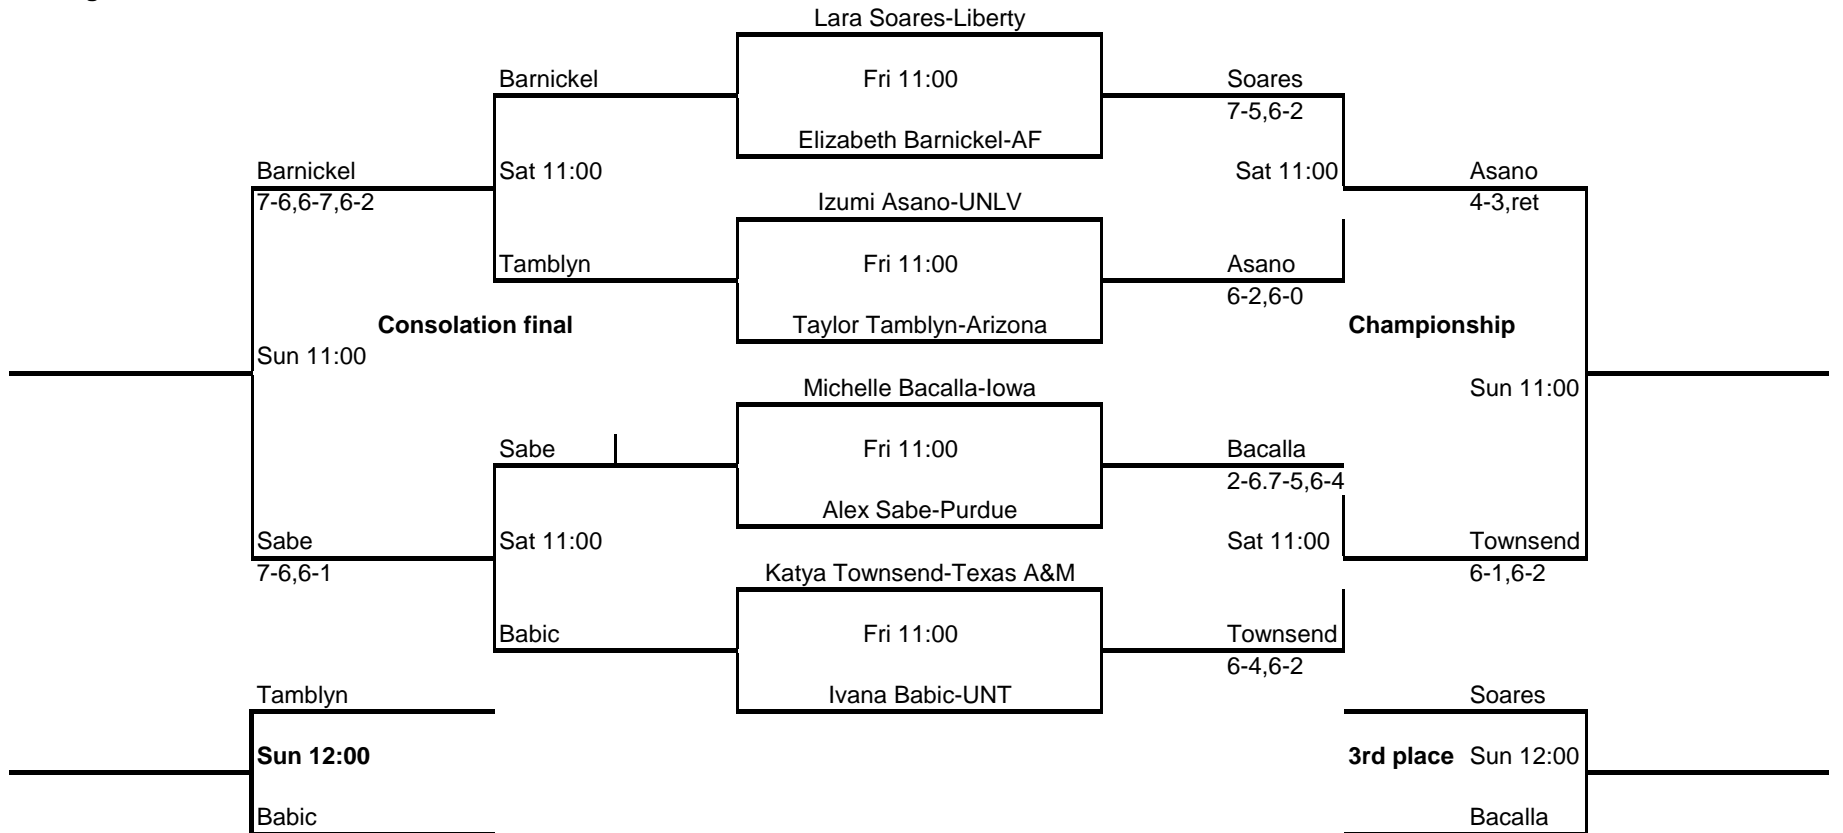 Lara Soares-Liberty
Barnickel
Fri 11:00
Soares
7-5,6-2
Elizabeth Barnickel-AF
Barnickel
Sat 11:00
Sat 11:00
Asano
7-6,6-7,6-2
Izumi Asano-UNLV
4-3,ret
Tamblyn
Fri 11:00
Asano
6-2,6-0
Consolation final
Taylor Tamblyn-Arizona
Championship
Sun 11:00
Michelle Bacalla-Iowa
Sun 11:00
Sabe
Fri 11:00
Bacalla
2-6.7-5,6-4
Alex Sabe-Purdue
Sabe
Sat 11:00
Sat 11:00
Townsend
7-6,6-1
Katya Townsend-Texas A&M
6-1,6-2
Babic
Fri 11:00
Townsend
6-4,6-2
Tamblyn
Ivana Babic-UNT
Soares
Sun 12:00
3rd place
Sun 12:00
Babic
Bacalla